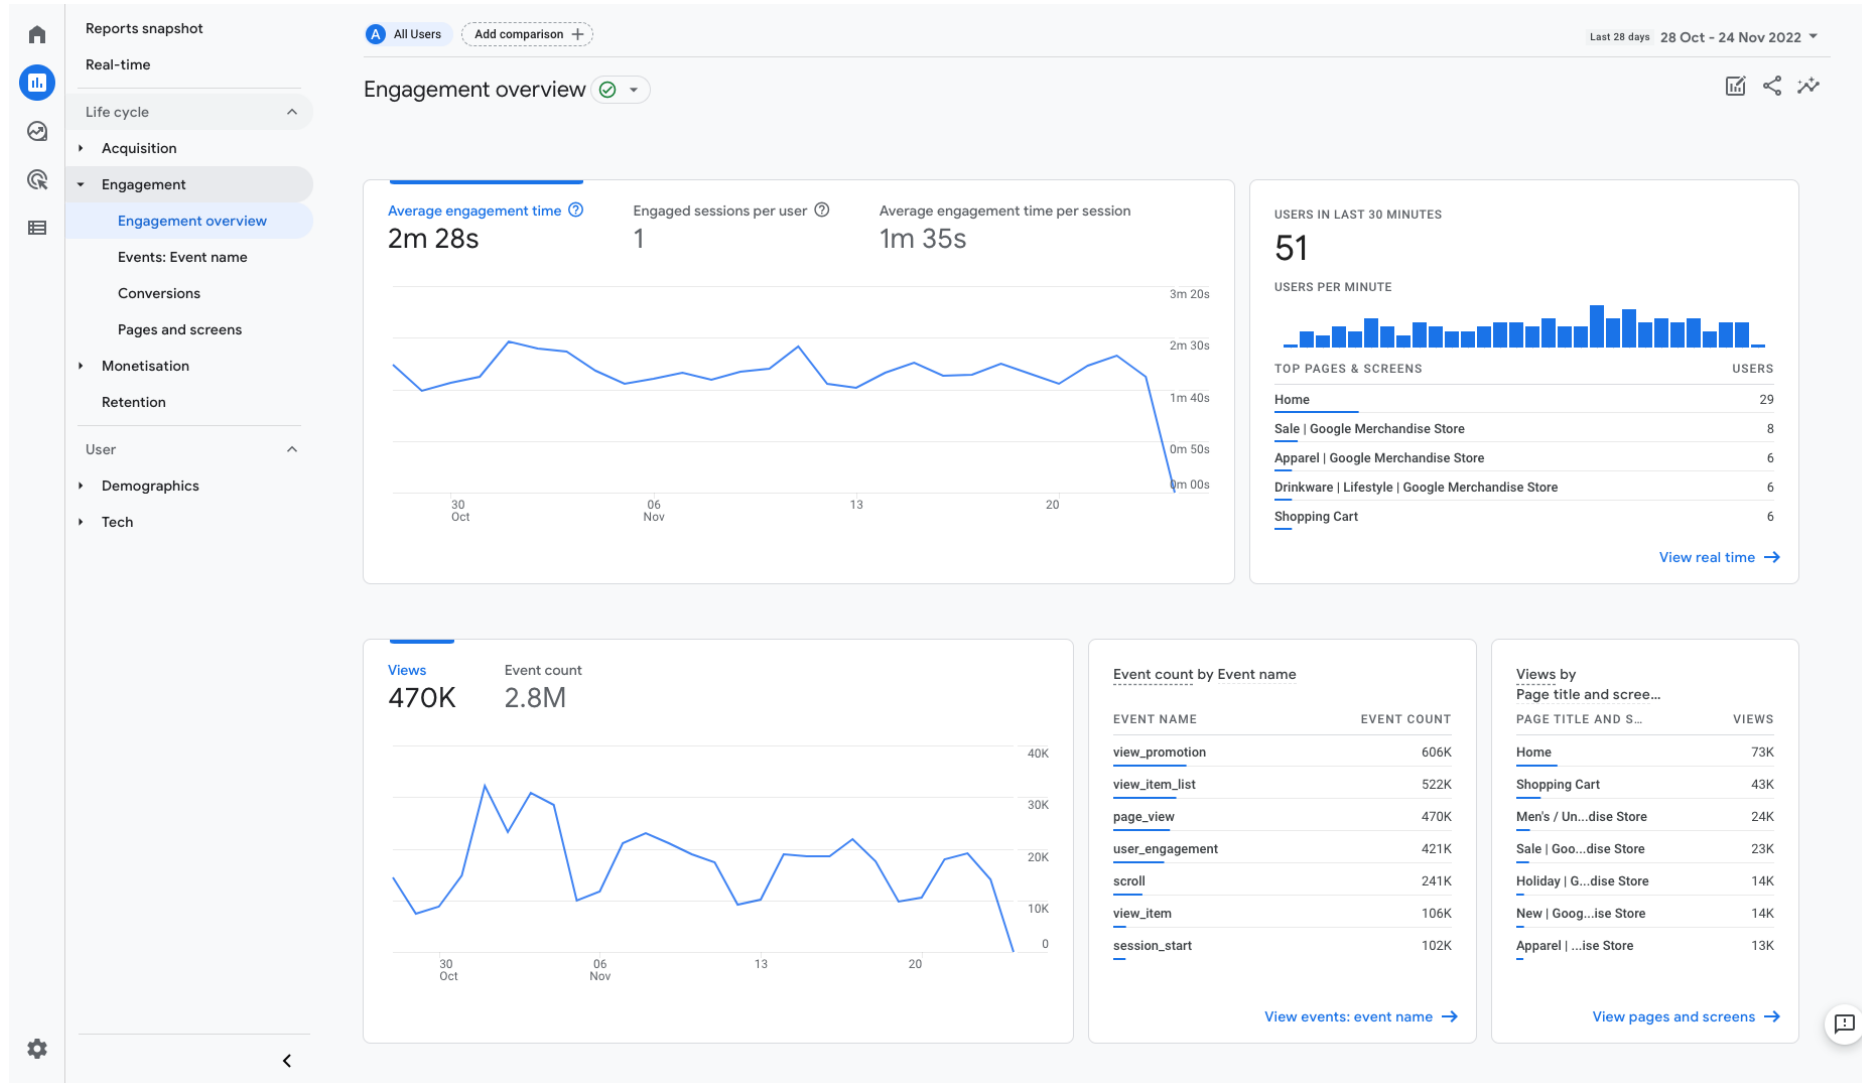 Reports snapshot
Real-time
Life cycle
Acquisition
Engagement
Engagement overview
Events: Event name
Conversions
Pages and screens
Monetisation
Retention
User
Demographics
Tech
A All Users
Add comparison
Last 28 days 28 Oct - 24 Nov 2022
Engagement overview
Average engagement time
2m 28s
Engaged sessions per user
1
Average engagement time per session
1m 35s
3m 20s
2m 30s
1m 40s
0m 50s
0m 00s
30 06 13 20
Oct Nov
USERS IN LAST 30 MINUTES
51
USERS PER MINUTE
TOP PAGES & SCREENS USERS
Home 29
Sale | Google Merchandise Store 8
Apparel | Google Merchandise Store 6
Drinkware | Lifestyle | Google Merchandise Store 6
Shopping Cart 6
View real time
Views
470K
Event count
2.8M
40K
30K
20K
10K
0
30 06 13 20
Oct Nov
Event count by Event name
EVENT NAME EVENT COUNT
view_promotion 606K
view_item_list 522K
page_view 470K
user_engagement 421K
scroll 241K
view_item 106K
session_start 102K
View events: event name
Views by
Page title and scree...
PAGE TITLE AND S... VIEWS
Home 73K
Shopping Cart 43K
Men's / Un...dise Store 24K
Sale | Goo...dise Store 23K
Holiday | G...dise Store 14K
New | Goog...ise Store 14K
Apparel | ...ise Store 13K
View pages and screens